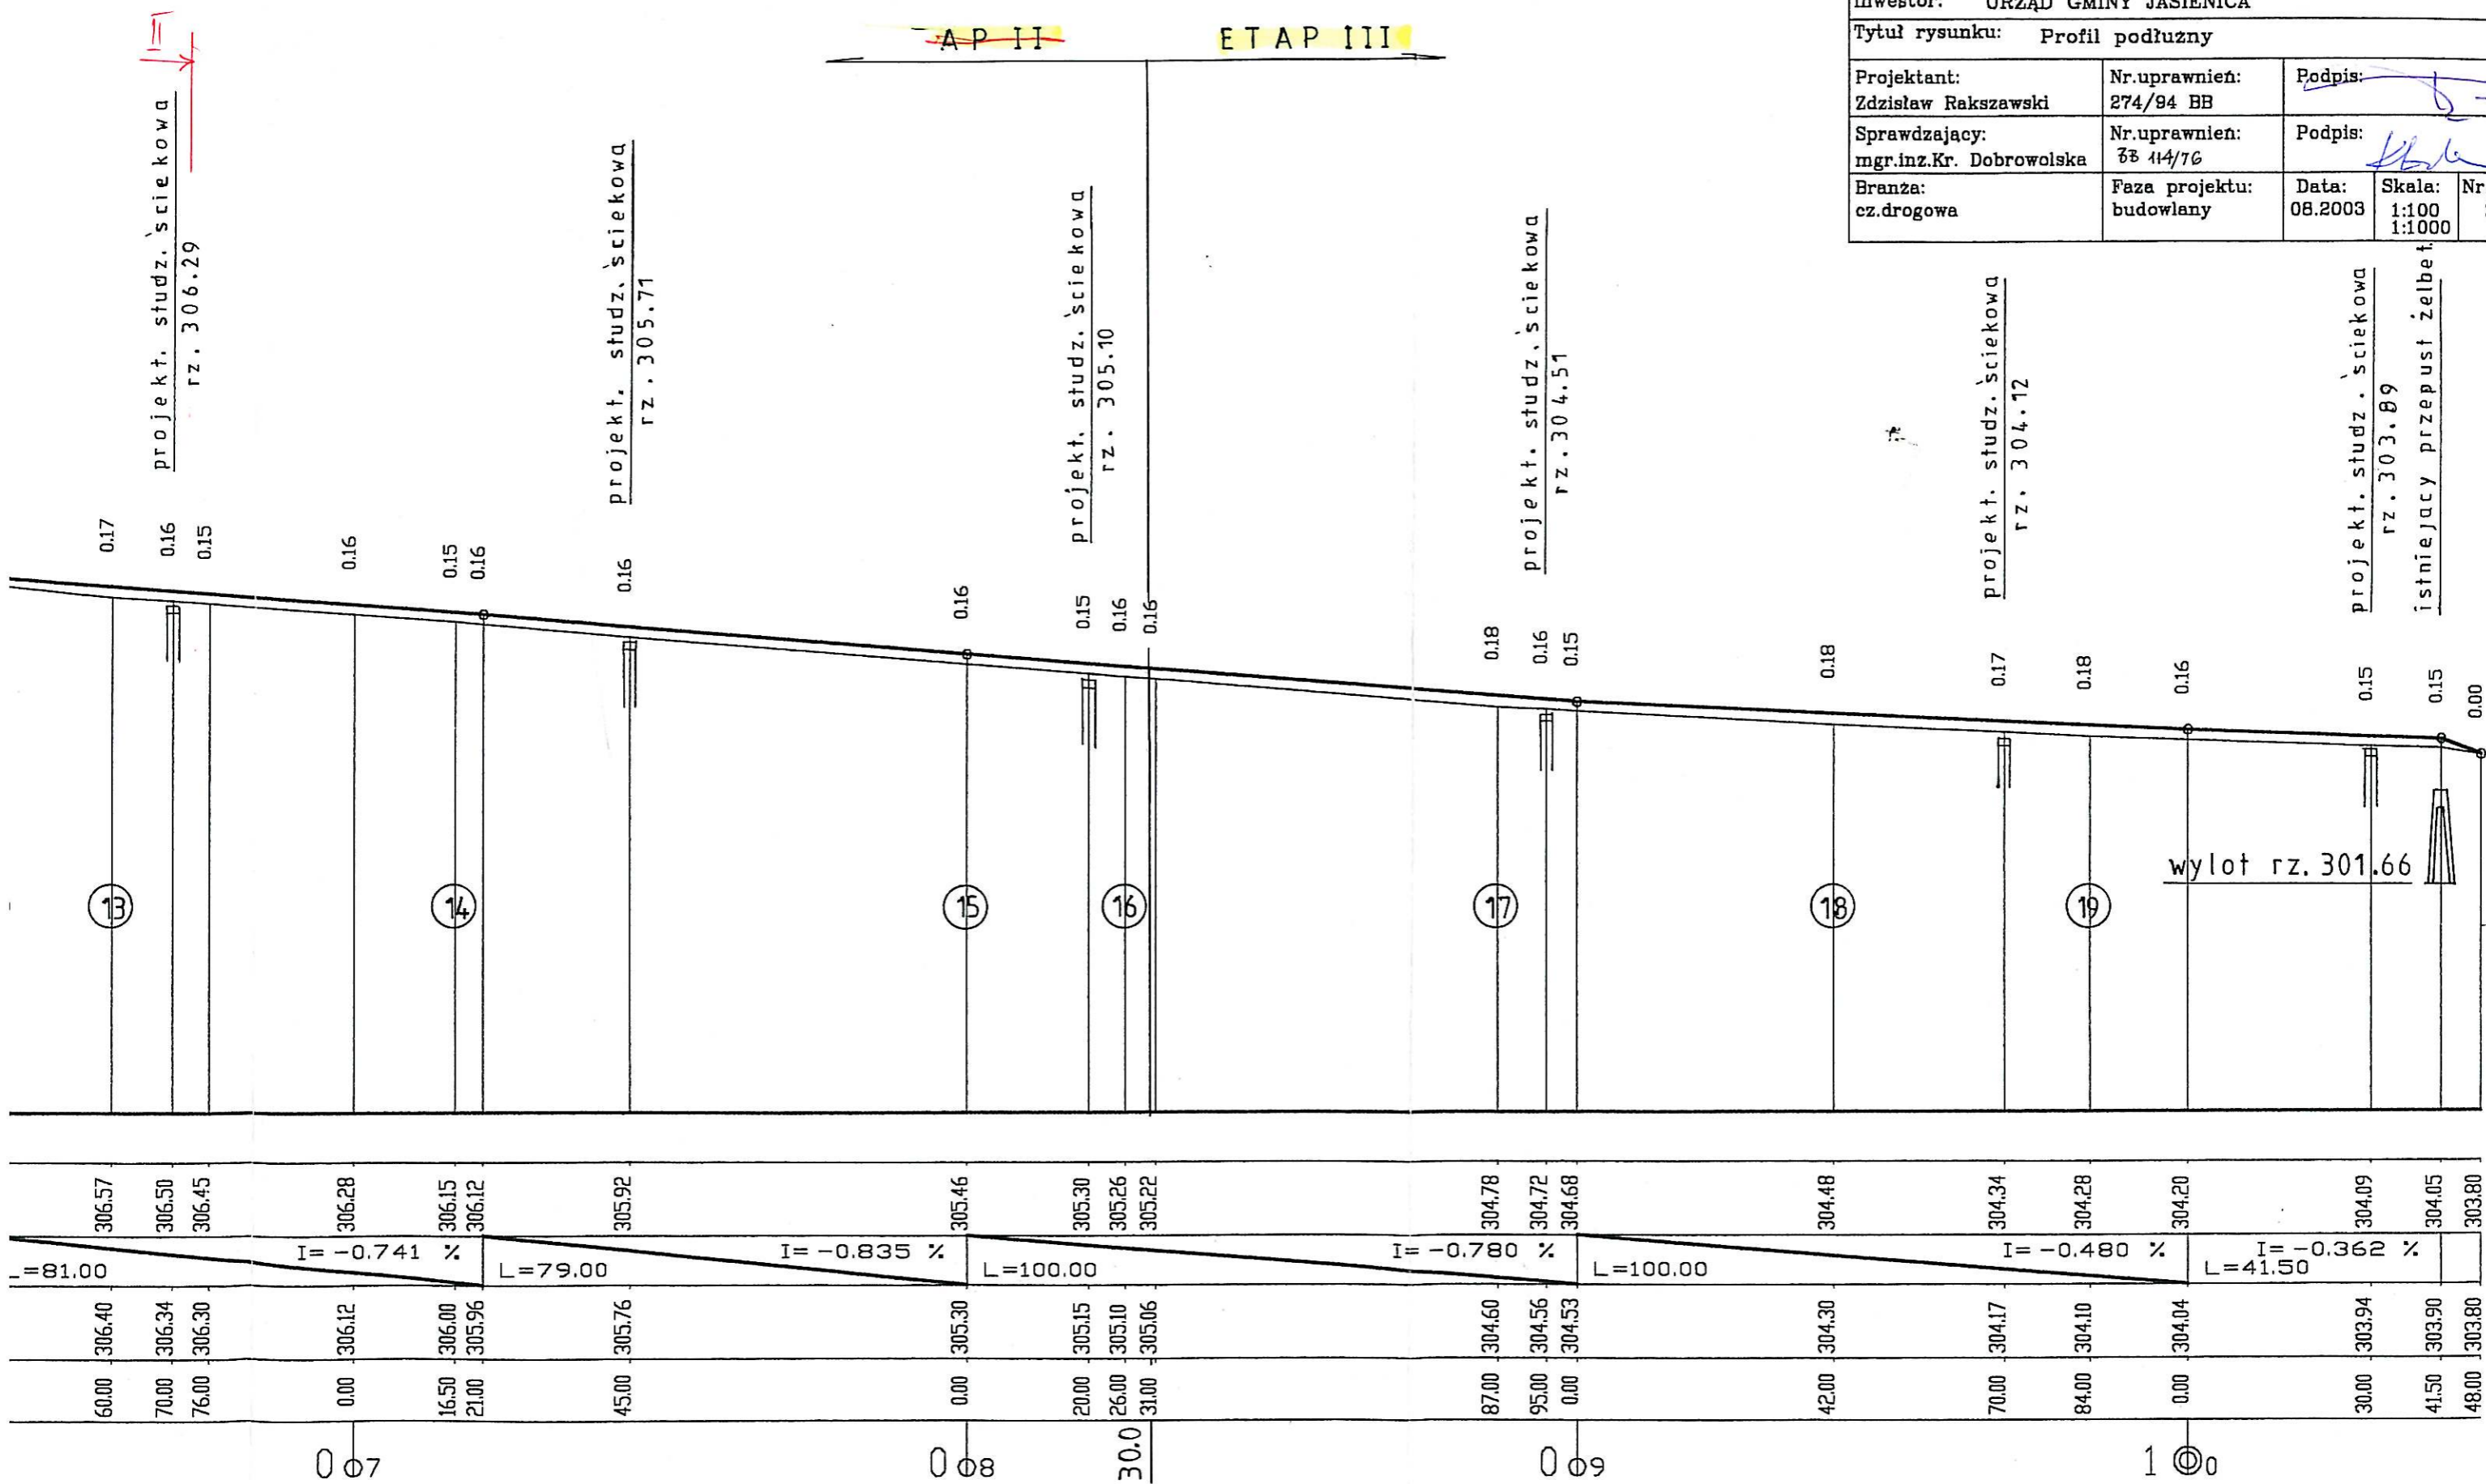 II
AP II
ETAP III
Inwestor: URZĄD GMINY JASIENICA
Tytuł rysunku: Profil podłużny
Projektant:
Zdzisław Rakszawski
Nr.uprawnień:
274/94 BB
Podpis:
Sprawdzający:
mgr.inz.Kr. Dobrowolska
Nr.uprawnień:
BB 114/76
Podpis:
Branża:
cz.drogowa
Faza projektu:
budowlany
Data:
08.2003
Skala:
1:100
1:1000
Nr
projekt. studz. ściekowa
rz. 306.29
projekt. studz. ściekowa
rz. 305.71
projekt. studz. ściekowa
rz. 305.10
projekt. studz. ściekowa
rz. 304.51
projekt. studz. ściekowa
rz. 304.12
projekt. studz. ściekowa
rz. 303.89
istniejacy przepust żelbet.
0.17 0.16 0.15 0.16 0.15 0.16 0.16 0.16 0.15 0.16 0.16 0.18 0.16 0.15 0.18 0.17 0.18 0.16 0.15 0.15 0.00
wylot rz. 301.66
13 14 15 16 17 18 19
306.57 306.50 306.45 306.28 306.15 306.12 305.92 305.46 305.30 305.26 305.22 304.78 304.72 304.68 304.48 304.34 304.28 304.20 304.09 304.05 303.80
I= -0.741 % I= -0.835 % I= -0.780 % I= -0.480 % I= -0.362 %
L=81.00 L=79.00 L=100.00 L=100.00 L=41.50
306.40 306.34 306.30 306.12 306.00 305.96 305.76 305.30 305.15 305.10 305.06 304.60 304.56 304.53 304.30 304.17 304.10 304.04 303.94 303.90 303.80
60.00 70.00 76.00 0.00 16.50 21.00 45.00 0.00 20.00 26.00 31.00 87.00 95.00 0.00 42.00 70.00 84.00 0.00 30.00 41.50 48.00
0 7 0 8 30.0 0 9 1 0